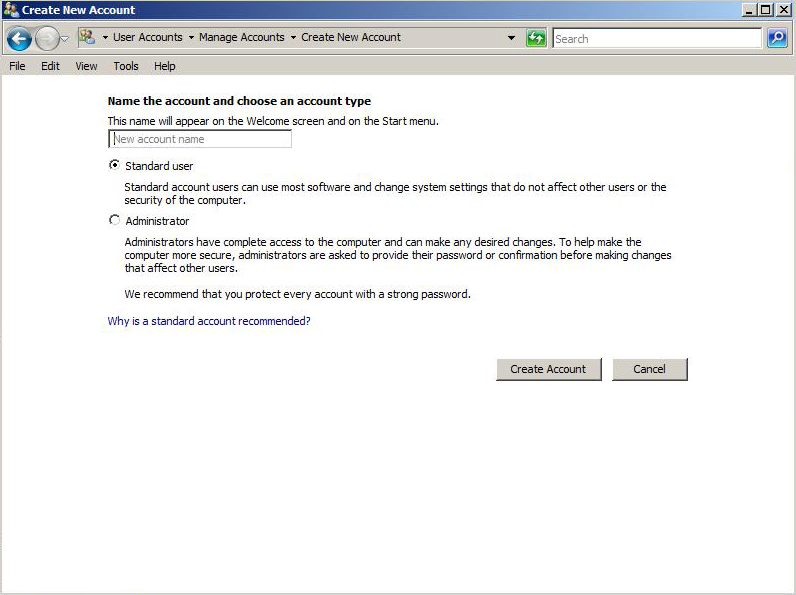 Create New Account
User Accounts Manage Accounts Create New Account Search
File Edit View Tools Help
Name the account and choose an account type
This name will appear on the Welcome screen and on the Start menu.
New account name
Standard user
Standard account users can use most software and change system settings that do not affect other users or the
security of the computer.
Administrator
Administrators have complete access to the computer and can make any desired changes. To help make the
computer more secure, administrators are asked to provide their password or confirmation before making changes
that affect other users.
We recommend that you protect every account with a strong password.
Why is a standard account recommended?
Create Account Cancel